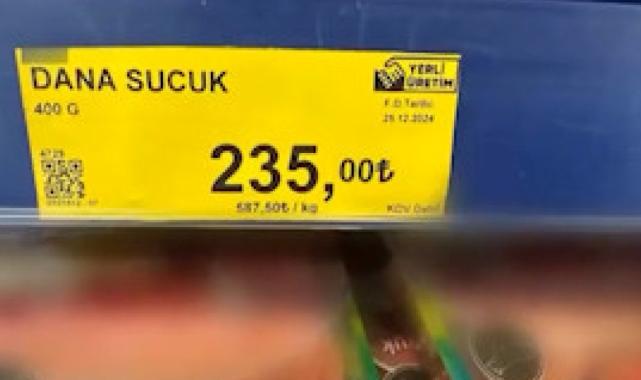 DANA SUCUK
400 G
YERLİ
ÜRETİM
F.D.Tarihi:
25.12.2024
235,00₺
587,50₺ / kg
KDV Dahil